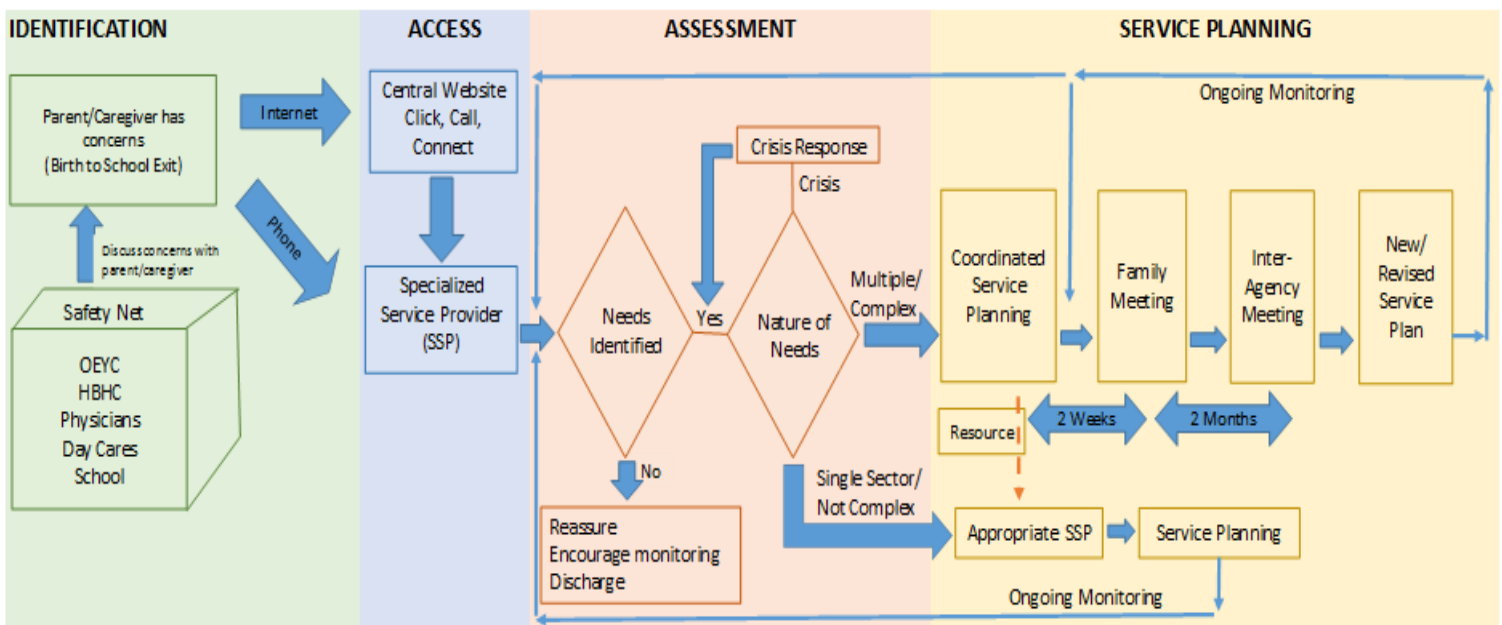 IDENTIFICATION
Parent/Caregiver has
concerns
(Birth to School Exit)
Internet
Phone
Discuss concerns with
parent/caregiver
Safety Net
OEYC
HBHC
Physicians
Day Cares
School
ACCESS
Central Website
Click, Call,
Connect
Specialized
Service Provider
(SSP)
ASSESSMENT
Crisis Response
Crisis
Needs
Identified
Yes
Nature of
Needs
Multiple/
Complex
No
Reassure
Encourage monitoring
Discharge
Single Sector/
Not Complex
SERVICE PLANNING
Ongoing Monitoring
Coordinated
Service
Planning
Family
Meeting
Inter-
Agency
Meeting
New/
Revised
Service
Plan
Resource
2 Weeks
2 Months
Appropriate SSP
Service Planning
Ongoing Monitoring